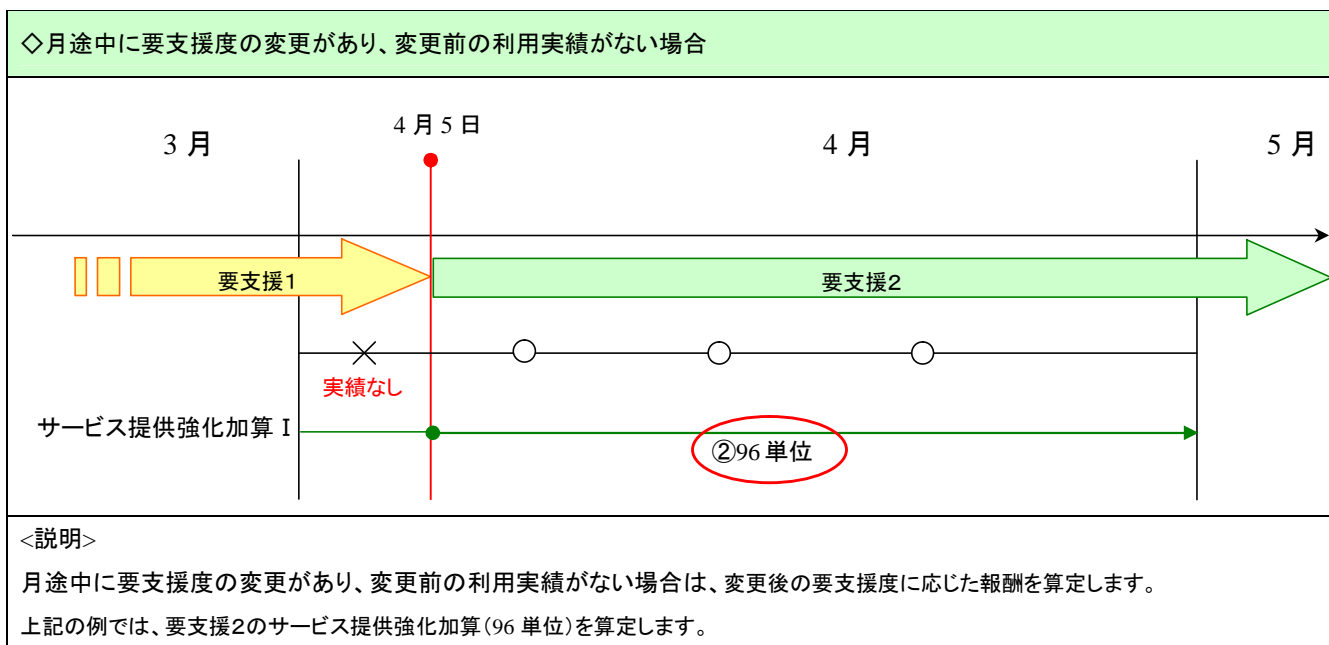 ◇月途中に要支援度の変更があり、変更前の利用実績がない場合
3 月
4 月 5 日
4 月
5 月
要支援1
要支援2
実績なし
サービス提供強化加算 I
②96 単位
<説明>
月途中に要支援度の変更があり、変更前の利用実績がない場合は、変更後の要支援度に応じた報酬を算定します。
上記の例では、要支援2のサービス提供強化加算(96 単位)を算定します。